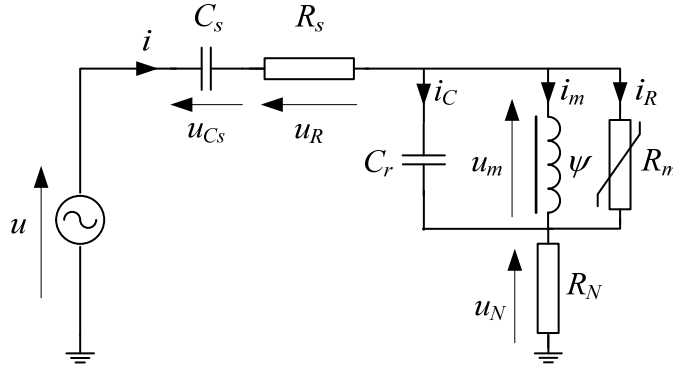 C_s
R_s
i
i_C
i_m
i_R
u_Cs
u_R
C_r
u_m
ψ
R_m
u
u_N
R_N